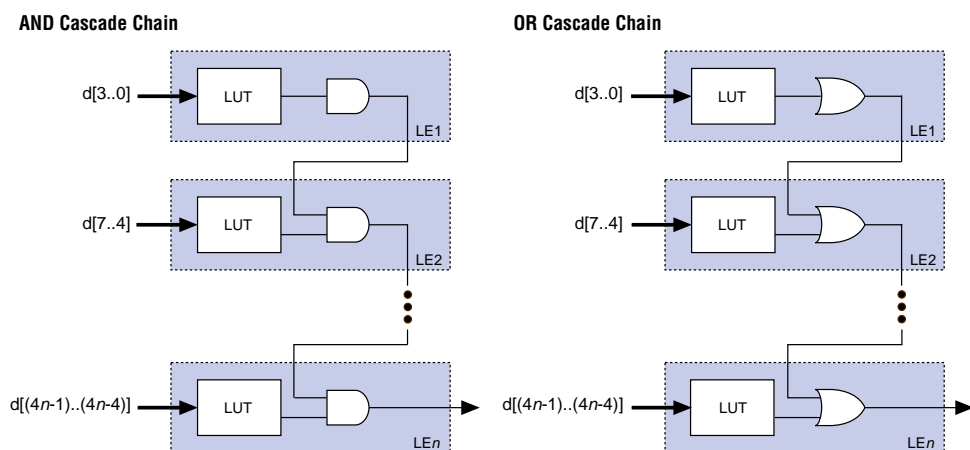 AND Cascade Chain
d[3..0]
LUT
LE1
d[7..4]
LUT
LE2
d[(4n-1)..(4n-4)]
LUT
LEn
OR Cascade Chain
d[3..0]
LUT
LE1
d[7..4]
LUT
LE2
d[(4n-1)..(4n-4)]
LUT
LEn